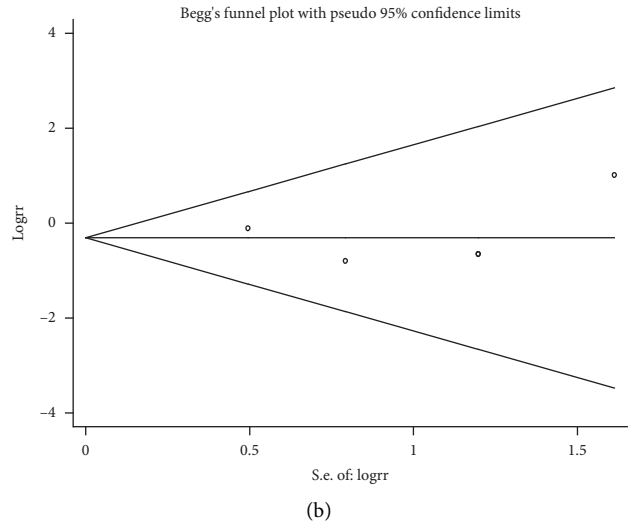 Begg's funnel plot with pseudo 95% confidence limits
4
2
0
−2
−4
Logrr
0
0.5
1
1.5
S.e. of: logrr
(b)